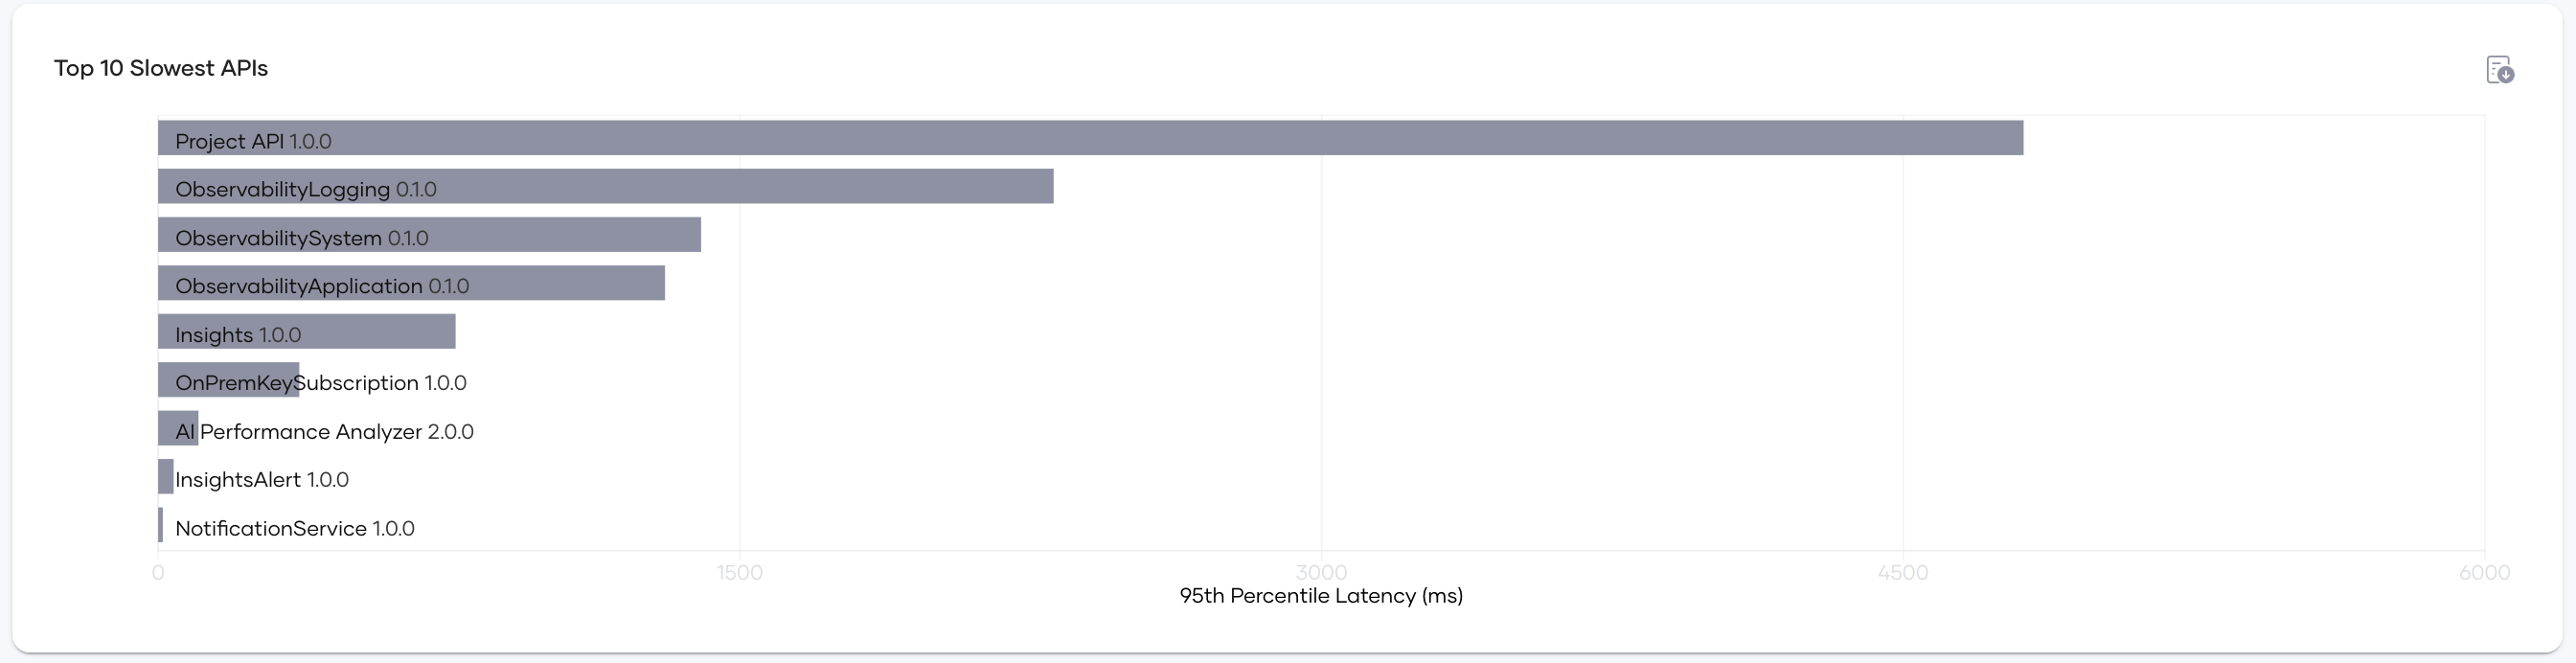 Top 10 Slowest APIs
Project API 1.0.0
ObservabilityLogging 0.1.0
ObservabilitySystem 0.1.0
ObservabilityApplication 0.1.0
Insights 1.0.0
OnPremKeySubscription 1.0.0
AI Performance Analyzer 2.0.0
InsightsAlert 1.0.0
NotificationService 1.0.0
0 1500 3000 4500 6000
95th Percentile Latency (ms)